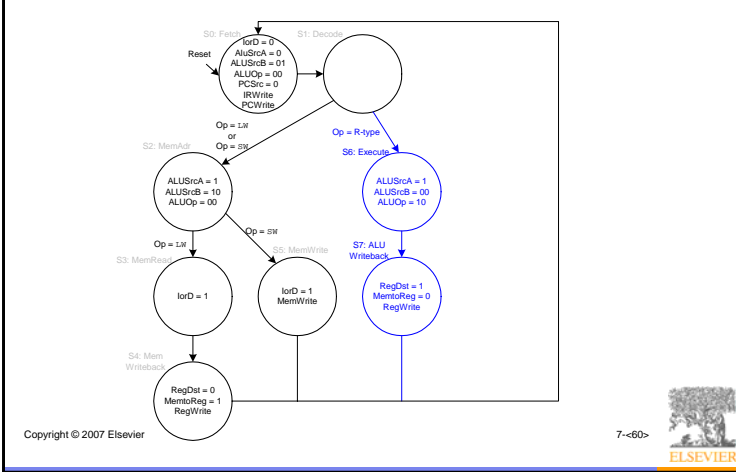 S0: Fetch
S1: Decode
Reset
IorD = 0
AluSrcA = 0
ALUSrcB = 01
ALUOp = 00
PCSrc = 0
IRWrite
PCWrite
Op = LW
or
Op = SW
Op = R-type
S2: MemAdr
S6: Execute
ALUSrcA = 1
ALUSrcB = 10
ALUOp = 00
ALUSrcA = 1
ALUSrcB = 00
ALUOp = 10
Op = LW
Op = SW
S3: MemRead
S5: MemWrite
S7: ALU
Writeback
IorD = 1
IorD = 1
MemWrite
RegDst = 1
MemtoReg = 0
RegWrite
S4: Mem
Writeback
RegDst = 0
MemtoReg = 1
RegWrite
Copyright © 2007 Elsevier
7-<60>
ELSEVIER